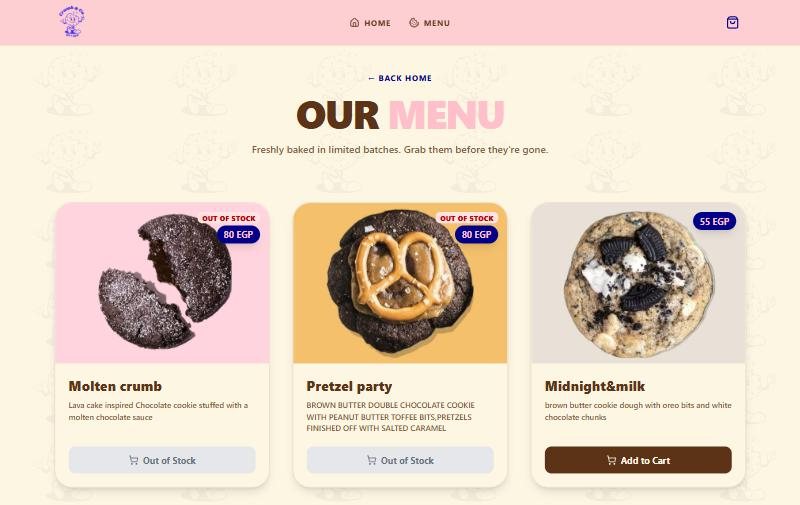 Crumb & Co
HOME
MENU
← BACK HOME
OUR MENU
Freshly baked in limited batches. Grab them before they're gone.
OUT OF STOCK
80 EGP
OUT OF STOCK
80 EGP
55 EGP
Molten crumb
Lava cake inspired Chocolate cookie stuffed with a
molten chocolate sauce
Out of Stock
Pretzel party
BROWN BUTTER DOUBLE CHOCOLATE COOKIE
WITH PEANUT BUTTER TOFFEE BITS,PRETZELS
FINISHED OFF WITH SALTED CARAMEL
Out of Stock
Midnight&milk
brown butter cookie dough with oreo bits and white
chocolate chunks
Add to Cart